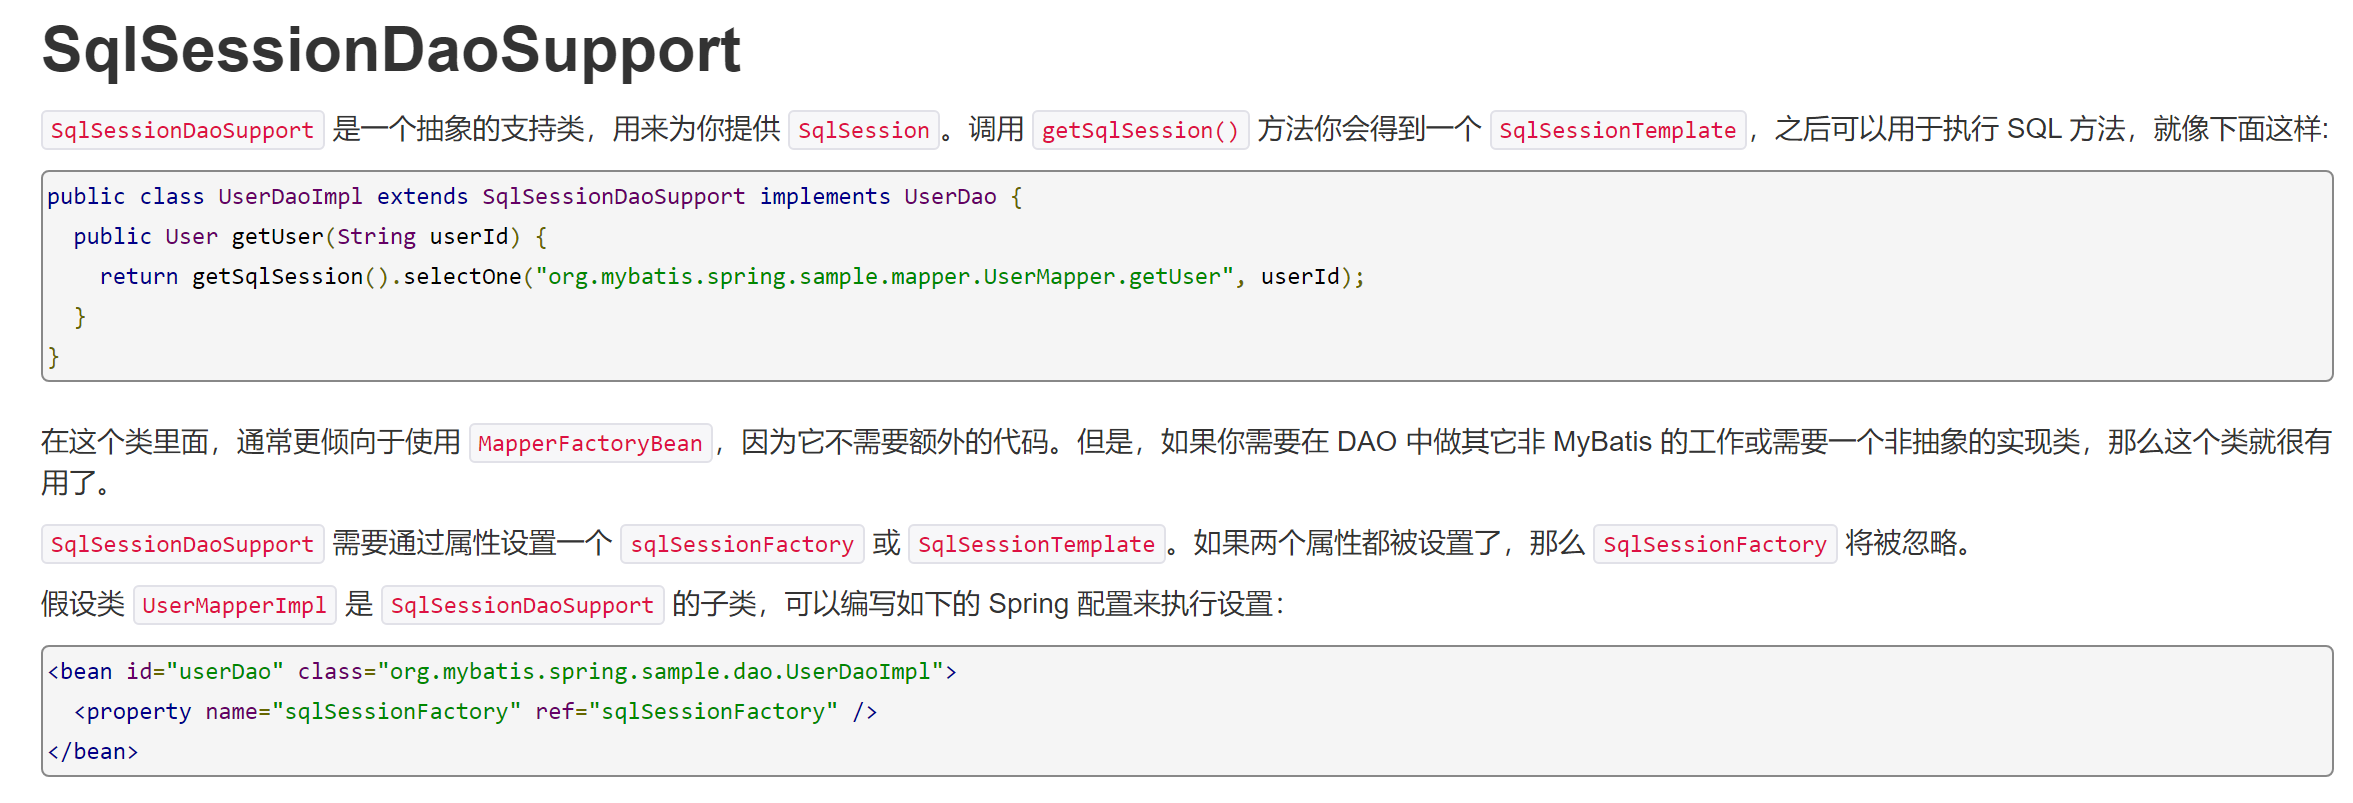 SqlSessionDaoSupport
SqlSessionDaoSupport 是一个抽象的支持类，用来为你提供 SqlSession。调用 getSqlSession() 方法你会得到一个 SqlSessionTemplate，之后可以用于执行 SQL 方法，就像下面这样:
public class UserDaoImpl extends SqlSessionDaoSupport implements UserDao {
  public User getUser(String userId) {
    return getSqlSession().selectOne("org.mybatis.spring.sample.mapper.UserMapper.getUser", userId);
  }
}
在这个类里面，通常更倾向于使用 MapperFactoryBean，因为它不需要额外的代码。但是，如果你需要在 DAO 中做其它非 MyBatis 的工作或需要一个非抽象的实现类，那么这个类就很有
用了。
SqlSessionDaoSupport 需要通过属性设置一个 sqlSessionFactory 或 SqlSessionTemplate。如果两个属性都被设置了，那么 SqlSessionFactory 将被忽略。
假设类 UserMapperImpl 是 SqlSessionDaoSupport 的子类，可以编写如下的 Spring 配置来执行设置：
<bean id="userDao" class="org.mybatis.spring.sample.dao.UserDaoImpl">
  <property name="sqlSessionFactory" ref="sqlSessionFactory" />
</bean>